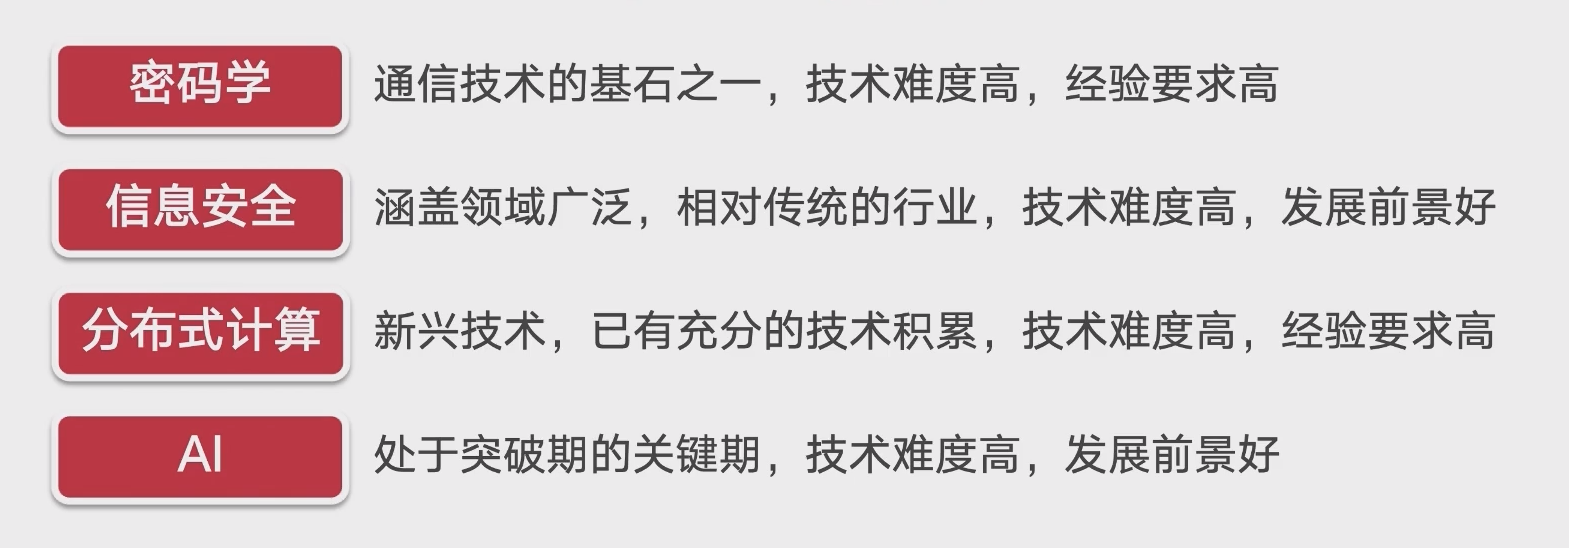 密码学 通信技术的基石之一，技术难度高，经验要求高
信息安全 涵盖领域广泛，相对传统的行业，技术难度高，发展前景好
分布式计算 新兴技术，已有充分的技术积累，技术难度高，经验要求高
AI 处于突破期的关键期，技术难度高，发展前景好